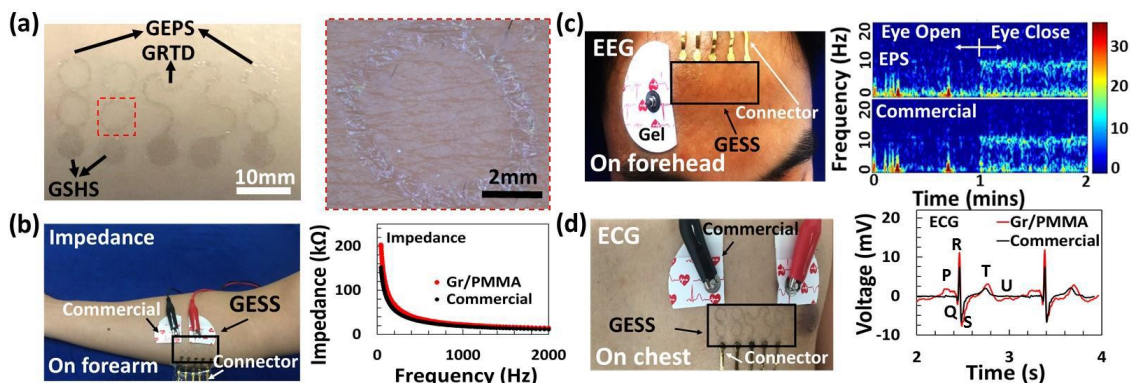 (a)
GEPS
GRTD
GSHS
10mm
2mm
(b)
Impedance
Commercial
GESS
On forearm
Connector
Impedance (kΩ)
200
100
0
Impedance
Gr/PMMA
Commercial
0
1000
2000
Frequency (Hz)
(c)
EEG
Gel
Connector
GESS
On forehead
Frequency (Hz)
20
10
0
20
10
0
Eye Open
Eye Close
EPS
Commercial
0
1
2
Time (mins)
30
20
10
0
(d)
ECG
Commercial
GESS
On chest
Connector
Voltage (mV)
20
10
0
-10
ECG
Gr/PMMA
Commercial
R
P
Q
S
T
U
2
3
4
Time (s)